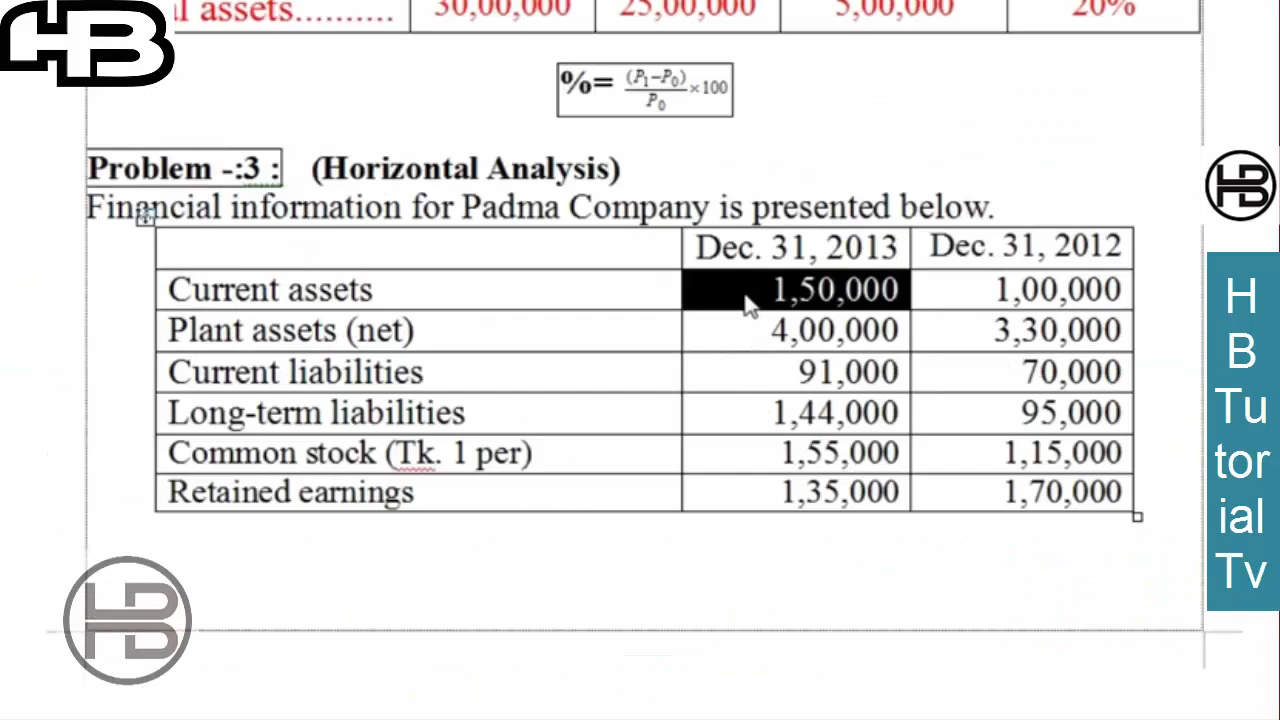 l assets.......... 30,00,000 25,00,000 5,00,000 20%
HB
%= (P₁−P₀)/P₀ ×100
Problem -:3 : (Horizontal Analysis)
Financial information for Padma Company is presented below.
Dec. 31, 2013 Dec. 31, 2012
Current assets 1,50,000 1,00,000
Plant assets (net) 4,00,000 3,30,000
Current liabilities 91,000 70,000
Long-term liabilities 1,44,000 95,000
Common stock (Tk. 1 per) 1,55,000 1,15,000
Retained earnings 1,35,000 1,70,000
HB
H
B
Tu
tor
ial
Tv
HB